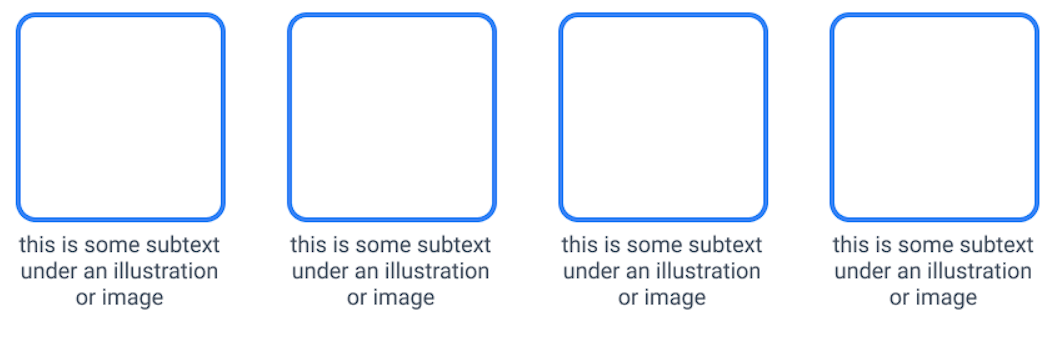 this is some subtext
under an illustration
or image
this is some subtext
under an illustration
or image
this is some subtext
under an illustration
or image
this is some subtext
under an illustration
or image